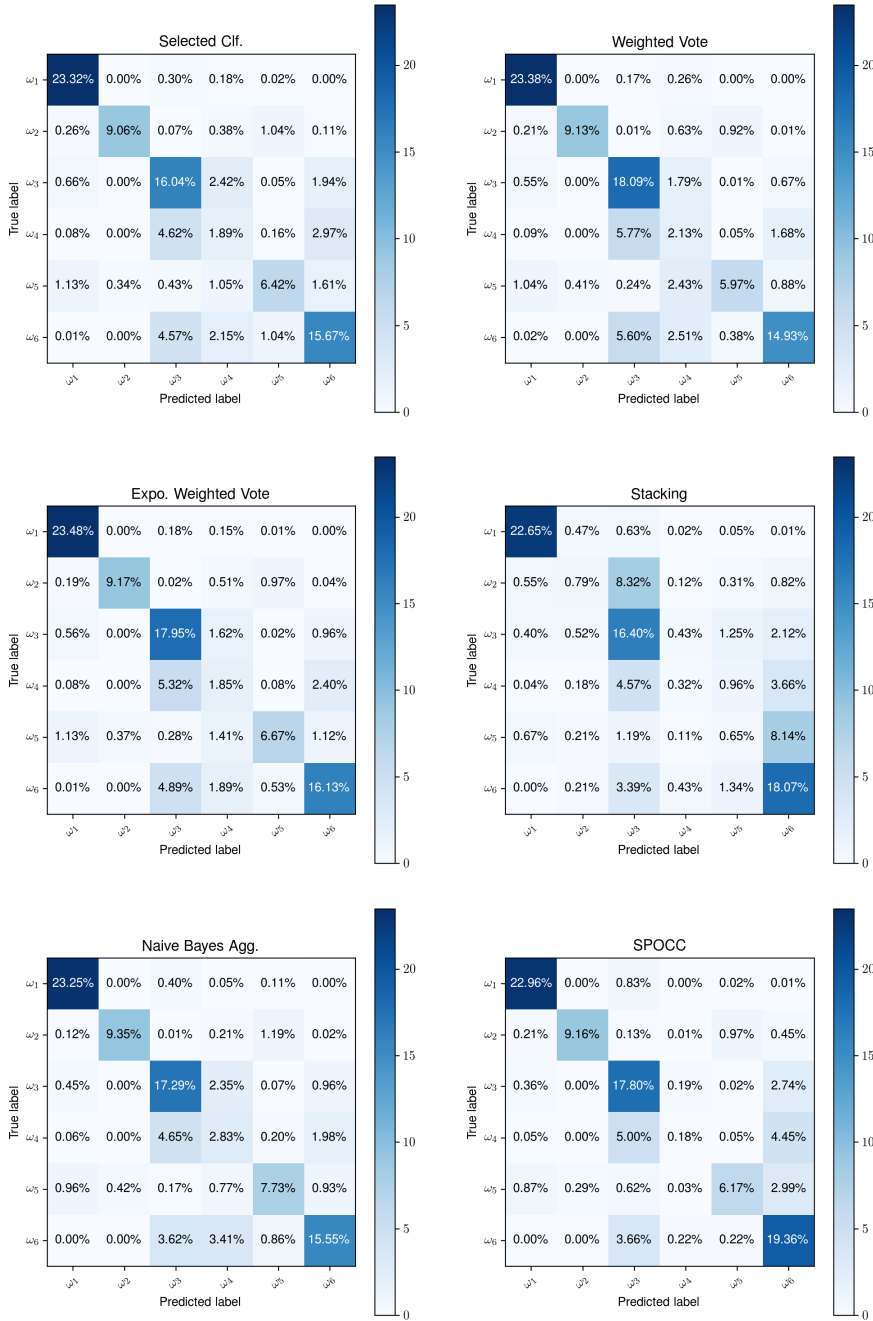 Selected Clf.
True label
ω1 23.32% 0.00% 0.30% 0.18% 0.02% 0.00%
ω2 0.26% 9.06% 0.07% 0.38% 1.04% 0.11%
ω3 0.66% 0.00% 16.04% 2.42% 0.05% 1.94%
ω4 0.08% 0.00% 4.62% 1.89% 0.16% 2.97%
ω5 1.13% 0.34% 0.43% 1.05% 6.42% 1.61%
ω6 0.01% 0.00% 4.57% 2.15% 1.04% 15.67%
ω1 ω2 ω3 ω4 ω5 ω6
Predicted label
20
15
10
5
0
Weighted Vote
True label
ω1 23.38% 0.00% 0.17% 0.26% 0.00% 0.00%
ω2 0.21% 9.13% 0.01% 0.63% 0.92% 0.01%
ω3 0.55% 0.00% 18.09% 1.79% 0.01% 0.67%
ω4 0.09% 0.00% 5.77% 2.13% 0.05% 1.68%
ω5 1.04% 0.41% 0.24% 2.43% 5.97% 0.88%
ω6 0.02% 0.00% 5.60% 2.51% 0.38% 14.93%
ω1 ω2 ω3 ω4 ω5 ω6
Predicted label
20
15
10
5
0
Expo. Weighted Vote
True label
ω1 23.48% 0.00% 0.18% 0.15% 0.01% 0.00%
ω2 0.19% 9.17% 0.02% 0.51% 0.97% 0.04%
ω3 0.56% 0.00% 17.95% 1.62% 0.02% 0.96%
ω4 0.08% 0.00% 5.32% 1.85% 0.08% 2.40%
ω5 1.13% 0.37% 0.28% 1.41% 6.67% 1.12%
ω6 0.01% 0.00% 4.89% 1.89% 0.53% 16.13%
ω1 ω2 ω3 ω4 ω5 ω6
Predicted label
20
15
10
5
0
Stacking
True label
ω1 22.65% 0.47% 0.63% 0.02% 0.05% 0.01%
ω2 0.55% 0.79% 8.32% 0.12% 0.31% 0.82%
ω3 0.40% 0.52% 16.40% 0.43% 1.25% 2.12%
ω4 0.04% 0.18% 4.57% 0.32% 0.96% 3.66%
ω5 0.67% 0.21% 1.19% 0.11% 0.65% 8.14%
ω6 0.00% 0.21% 3.39% 0.43% 1.34% 18.07%
ω1 ω2 ω3 ω4 ω5 ω6
Predicted label
20
15
10
5
0
Naive Bayes Agg.
True label
ω1 23.25% 0.00% 0.40% 0.05% 0.11% 0.00%
ω2 0.12% 9.35% 0.01% 0.21% 1.19% 0.02%
ω3 0.45% 0.00% 17.29% 2.35% 0.07% 0.96%
ω4 0.06% 0.00% 4.65% 2.83% 0.20% 1.98%
ω5 0.96% 0.42% 0.17% 0.77% 7.73% 0.93%
ω6 0.00% 0.00% 3.62% 3.41% 0.86% 15.55%
ω1 ω2 ω3 ω4 ω5 ω6
Predicted label
20
15
10
5
0
SPOCC
True label
ω1 22.96% 0.00% 0.83% 0.00% 0.02% 0.01%
ω2 0.21% 9.16% 0.13% 0.01% 0.97% 0.45%
ω3 0.36% 0.00% 17.80% 0.19% 0.02% 2.74%
ω4 0.05% 0.00% 5.00% 0.18% 0.05% 4.45%
ω5 0.87% 0.29% 0.62% 0.03% 6.17% 2.99%
ω6 0.00% 0.00% 3.66% 0.22% 0.22% 19.36%
ω1 ω2 ω3 ω4 ω5 ω6
Predicted label
20
15
10
5
0